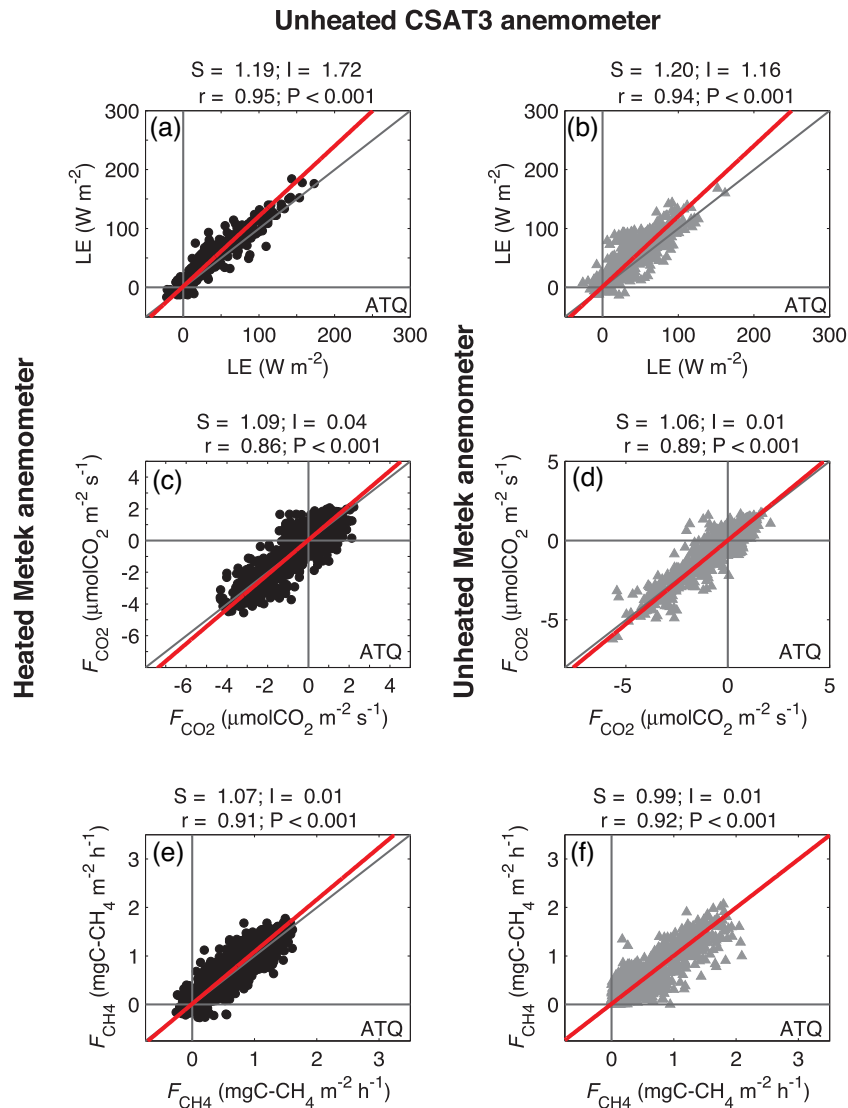 Unheated CSAT3 anemometer
Heated Metek anemometer
Unheated Metek anemometer
S = 1.19; I = 1.72
r = 0.95; P < 0.001
(a)
300
200
100
0
LE (W m-2)
ATQ
0 100 200 300
LE (W m-2)
S = 1.20; I = 1.16
r = 0.94; P < 0.001
(b)
300
200
100
0
LE (W m-2)
ATQ
0 100 200 300
LE (W m-2)
S = 1.09; I = 0.04
r = 0.86; P < 0.001
(c)
4
2
0
-2
-4
-6
FCO2 (µmolCO2 m-2 s-1)
ATQ
-6 -4 -2 0 2 4
FCO2 (µmolCO2 m-2 s-1)
S = 1.06; I = 0.01
r = 0.89; P < 0.001
(d)
5
0
-5
FCO2 (µmolCO2 m-2 s-1)
ATQ
-5 0 5
FCO2 (µmolCO2 m-2 s-1)
S = 1.07; I = 0.01
r = 0.91; P < 0.001
(e)
3
2
1
0
FCH4 (mgC-CH4 m-2 h-1)
ATQ
0 1 2 3
FCH4 (mgC-CH4 m-2 h-1)
S = 0.99; I = 0.01
r = 0.92; P < 0.001
(f)
3
2
1
0
FCH4 (mgC-CH4 m-2 h-1)
ATQ
0 1 2 3
FCH4 (mgC-CH4 m-2 h-1)